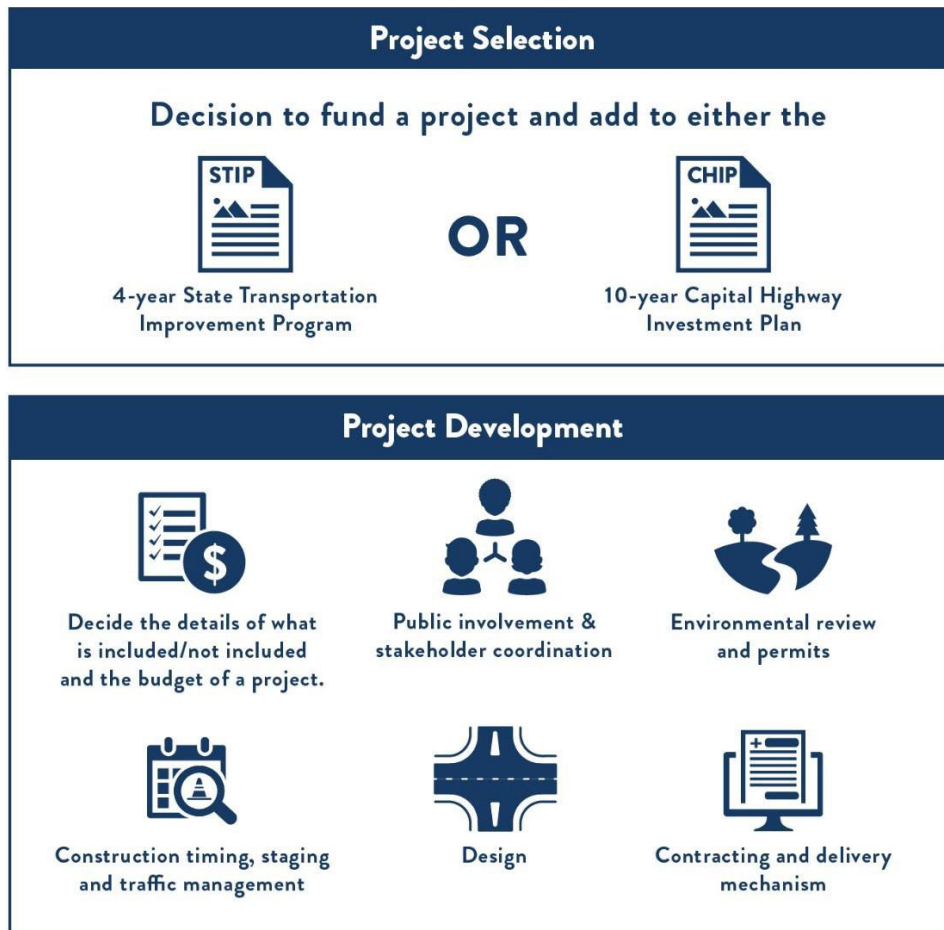 Project Selection
Decision to fund a project and add to either the
STIP
OR
CHIP
4-year State Transportation
Improvement Program
10-year Capital Highway
Investment Plan
Project Development
$
Decide the details of what
is included/not included
and the budget of a project.
Public involvement &
stakeholder coordination
Environmental review
and permits
Construction timing, staging
and traffic management
Design
Contracting and delivery
mechanism